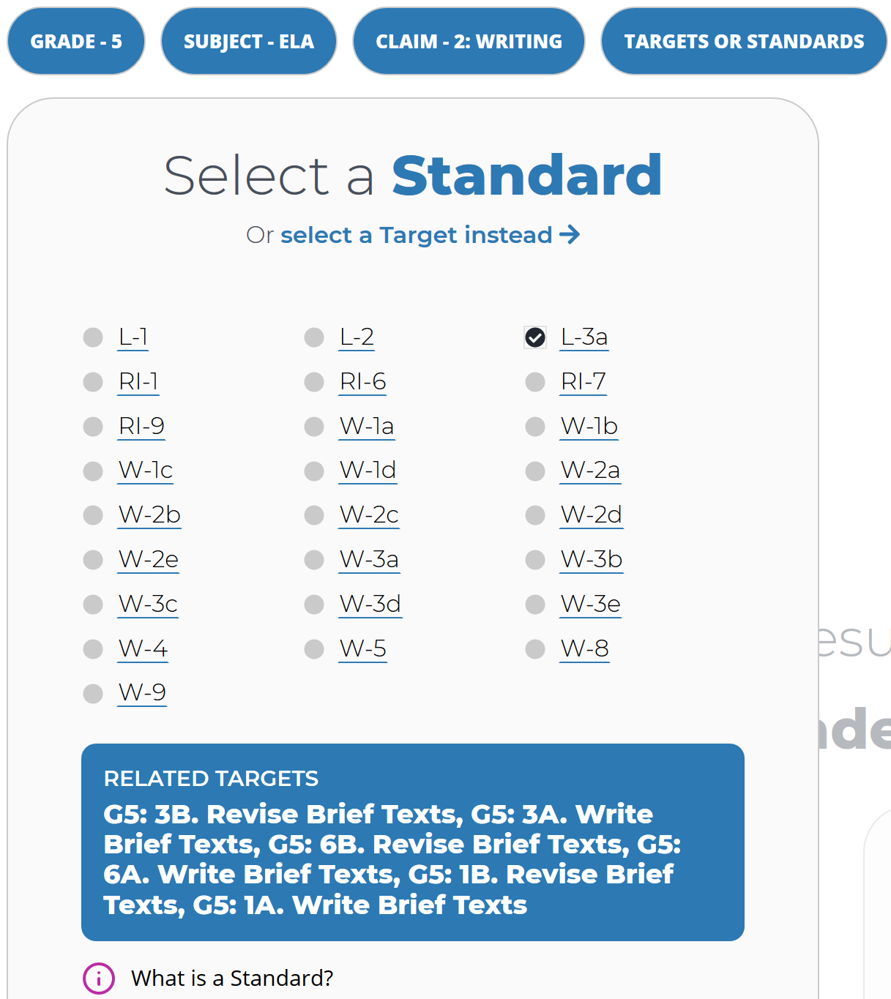 GRADE - 5 SUBJECT - ELA CLAIM - 2: WRITING TARGETS OR STANDARDS
Select a Standard
Or select a Target instead
L-1 L-2 L-3a
RI-1 RI-6 RI-7
RI-9 W-1a W-1b
W-1c W-1d W-2a
W-2b W-2c W-2d
W-2e W-3a W-3b
W-3c W-3d W-3e
W-4 W-5 W-8
W-9
RELATED TARGETS
G5: 3B. Revise Brief Texts, G5: 3A. Write
Brief Texts, G5: 6B. Revise Brief Texts, G5:
6A. Write Brief Texts, G5: 1B. Revise Brief
Texts, G5: 1A. Write Brief Texts
What is a Standard?